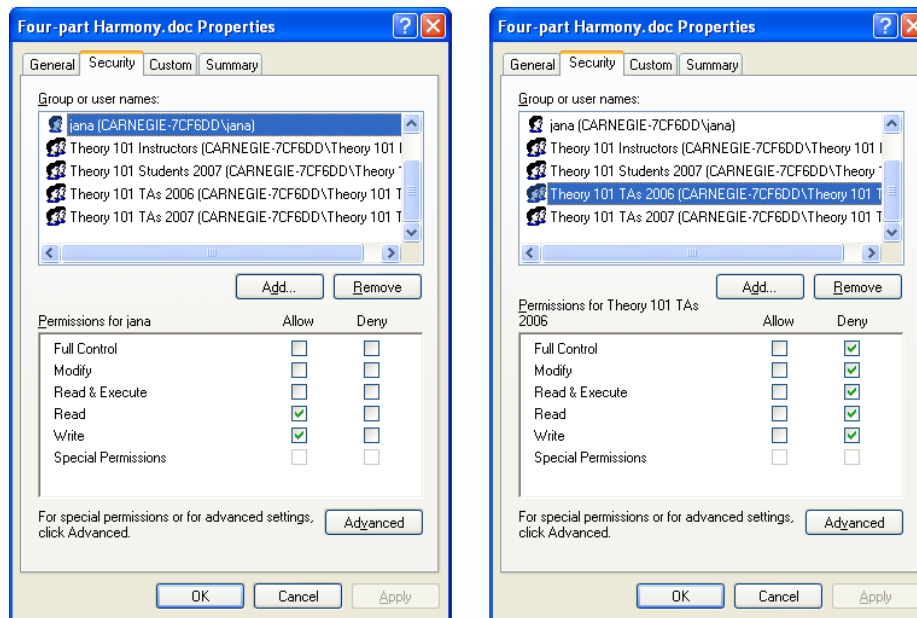 Four-part Harmony.doc Properties
General Security Custom Summary
Group or user names:
jana (CARNEGIE-7CF6DD\jana)
Theory 101 Instructors (CARNEGIE-7CF6DD\Theory 101 I
Theory 101 Students 2007 (CARNEGIE-7CF6DD\Theory
Theory 101 TAs 2006 (CARNEGIE-7CF6DD\Theory 101 T
Theory 101 TAs 2007 (CARNEGIE-7CF6DD\Theory 101 T
Add... Remove
Permissions for jana Allow Deny
Full Control
Modify
Read & Execute
Read
Write
Special Permissions
For special permissions or for advanced settings,
click Advanced.
Advanced
OK Cancel Apply
Four-part Harmony.doc Properties
General Security Custom Summary
Group or user names:
jana (CARNEGIE-7CF6DD\jana)
Theory 101 Instructors (CARNEGIE-7CF6DD\Theory 101 I
Theory 101 Students 2007 (CARNEGIE-7CF6DD\Theory
Theory 101 TAs 2006 (CARNEGIE-7CF6DD\Theory 101 T
Theory 101 TAs 2007 (CARNEGIE-7CF6DD\Theory 101 T
Add... Remove
Permissions for Theory 101 TAs
2006 Allow Deny
Full Control
Modify
Read & Execute
Read
Write
Special Permissions
For special permissions or for advanced settings,
click Advanced.
Advanced
OK Cancel Apply